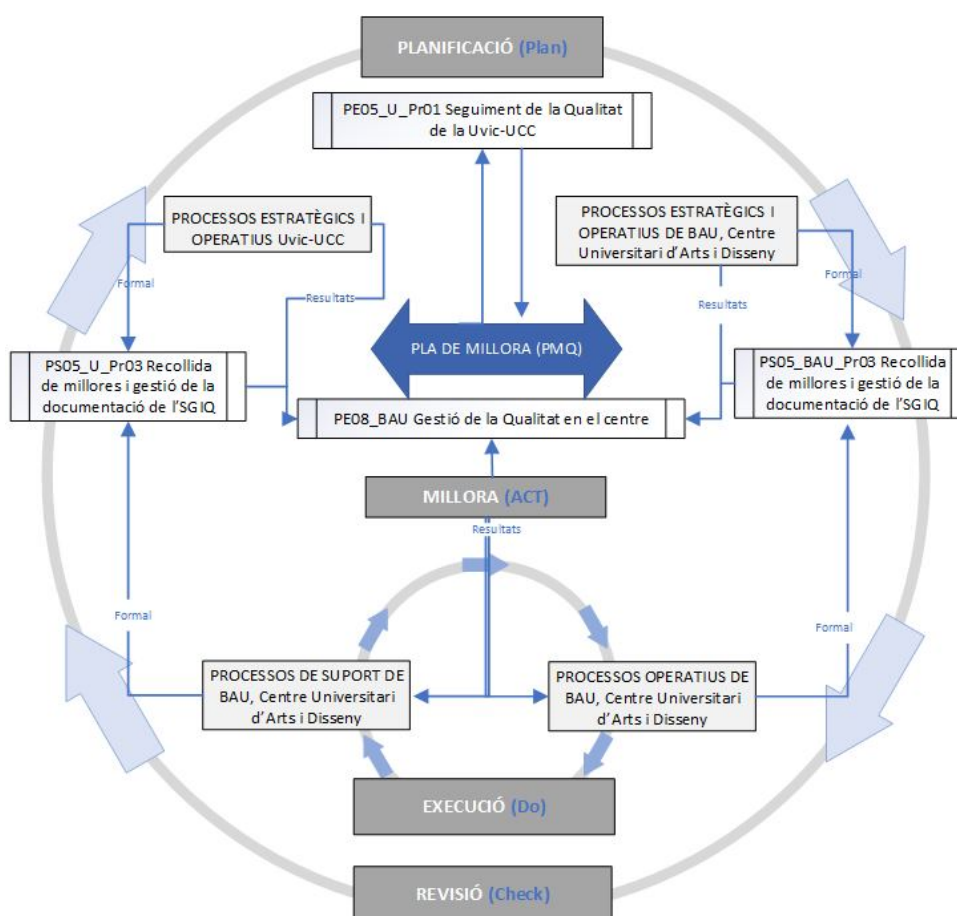 PLANIFICACIÓ (Plan)
PE05_U_Pr01 Seguiment de la Qualitat
de la Uvic-UCC
PROCESSOS ESTRATÈGICS I
OPERATIUS Uvic-UCC
PROCESSOS ESTRATÈGICS I
OPERATIUS DE BAU, Centre
Universitari d'Arts i Disseny
Formal
Resultats
Formal
Resultats
PLA DE MILLORA (PMQ)
PS05_U_Pr03 Recollida
de millores i gestió de la
documentació de l'SGIQ
PS05_BAU_Pr03 Recollida
de millores i gestió de la
documentació de l'SGIQ
PE08_BAU Gestió de la Qualitat en el centre
MILLORA (ACT)
Resultats
Formal
Formal
PROCESSOS DE SUPORT DE
BAU, Centre Universitari
d'Arts i Disseny
PROCESSOS OPERATIUS DE
BAU, Centre Universitari
d'Arts i Disseny
EXECUCIÓ (Do)
REVISIÓ (Check)